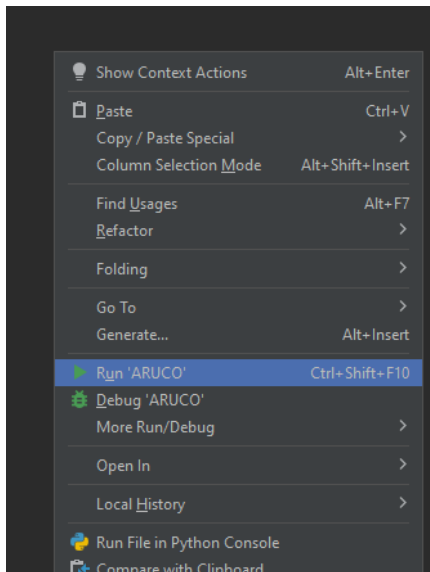 Show Context Actions Alt+Enter
Paste Ctrl+V
Copy / Paste Special
Column Selection Mode Alt+Shift+Insert
Find Usages Alt+F7
Refactor
Folding
Go To
Generate... Alt+Insert
Run 'ARUCO' Ctrl+Shift+F10
Debug 'ARUCO'
More Run/Debug
Open In
Local History
Run File in Python Console
Compare with Clipboard